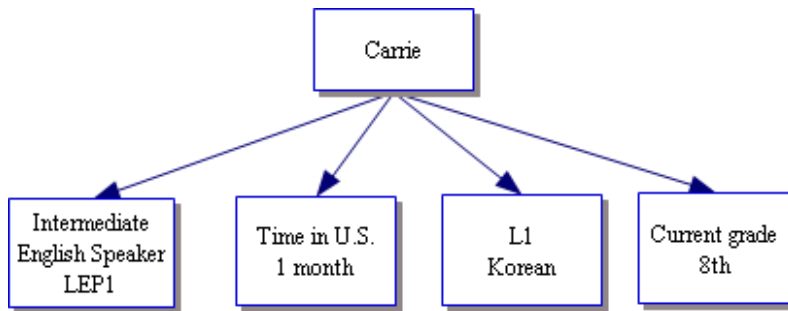 Carrie
Intermediate
English Speaker
LEP1
Time in U.S.
1 month
L1
Korean
Current grade
8th